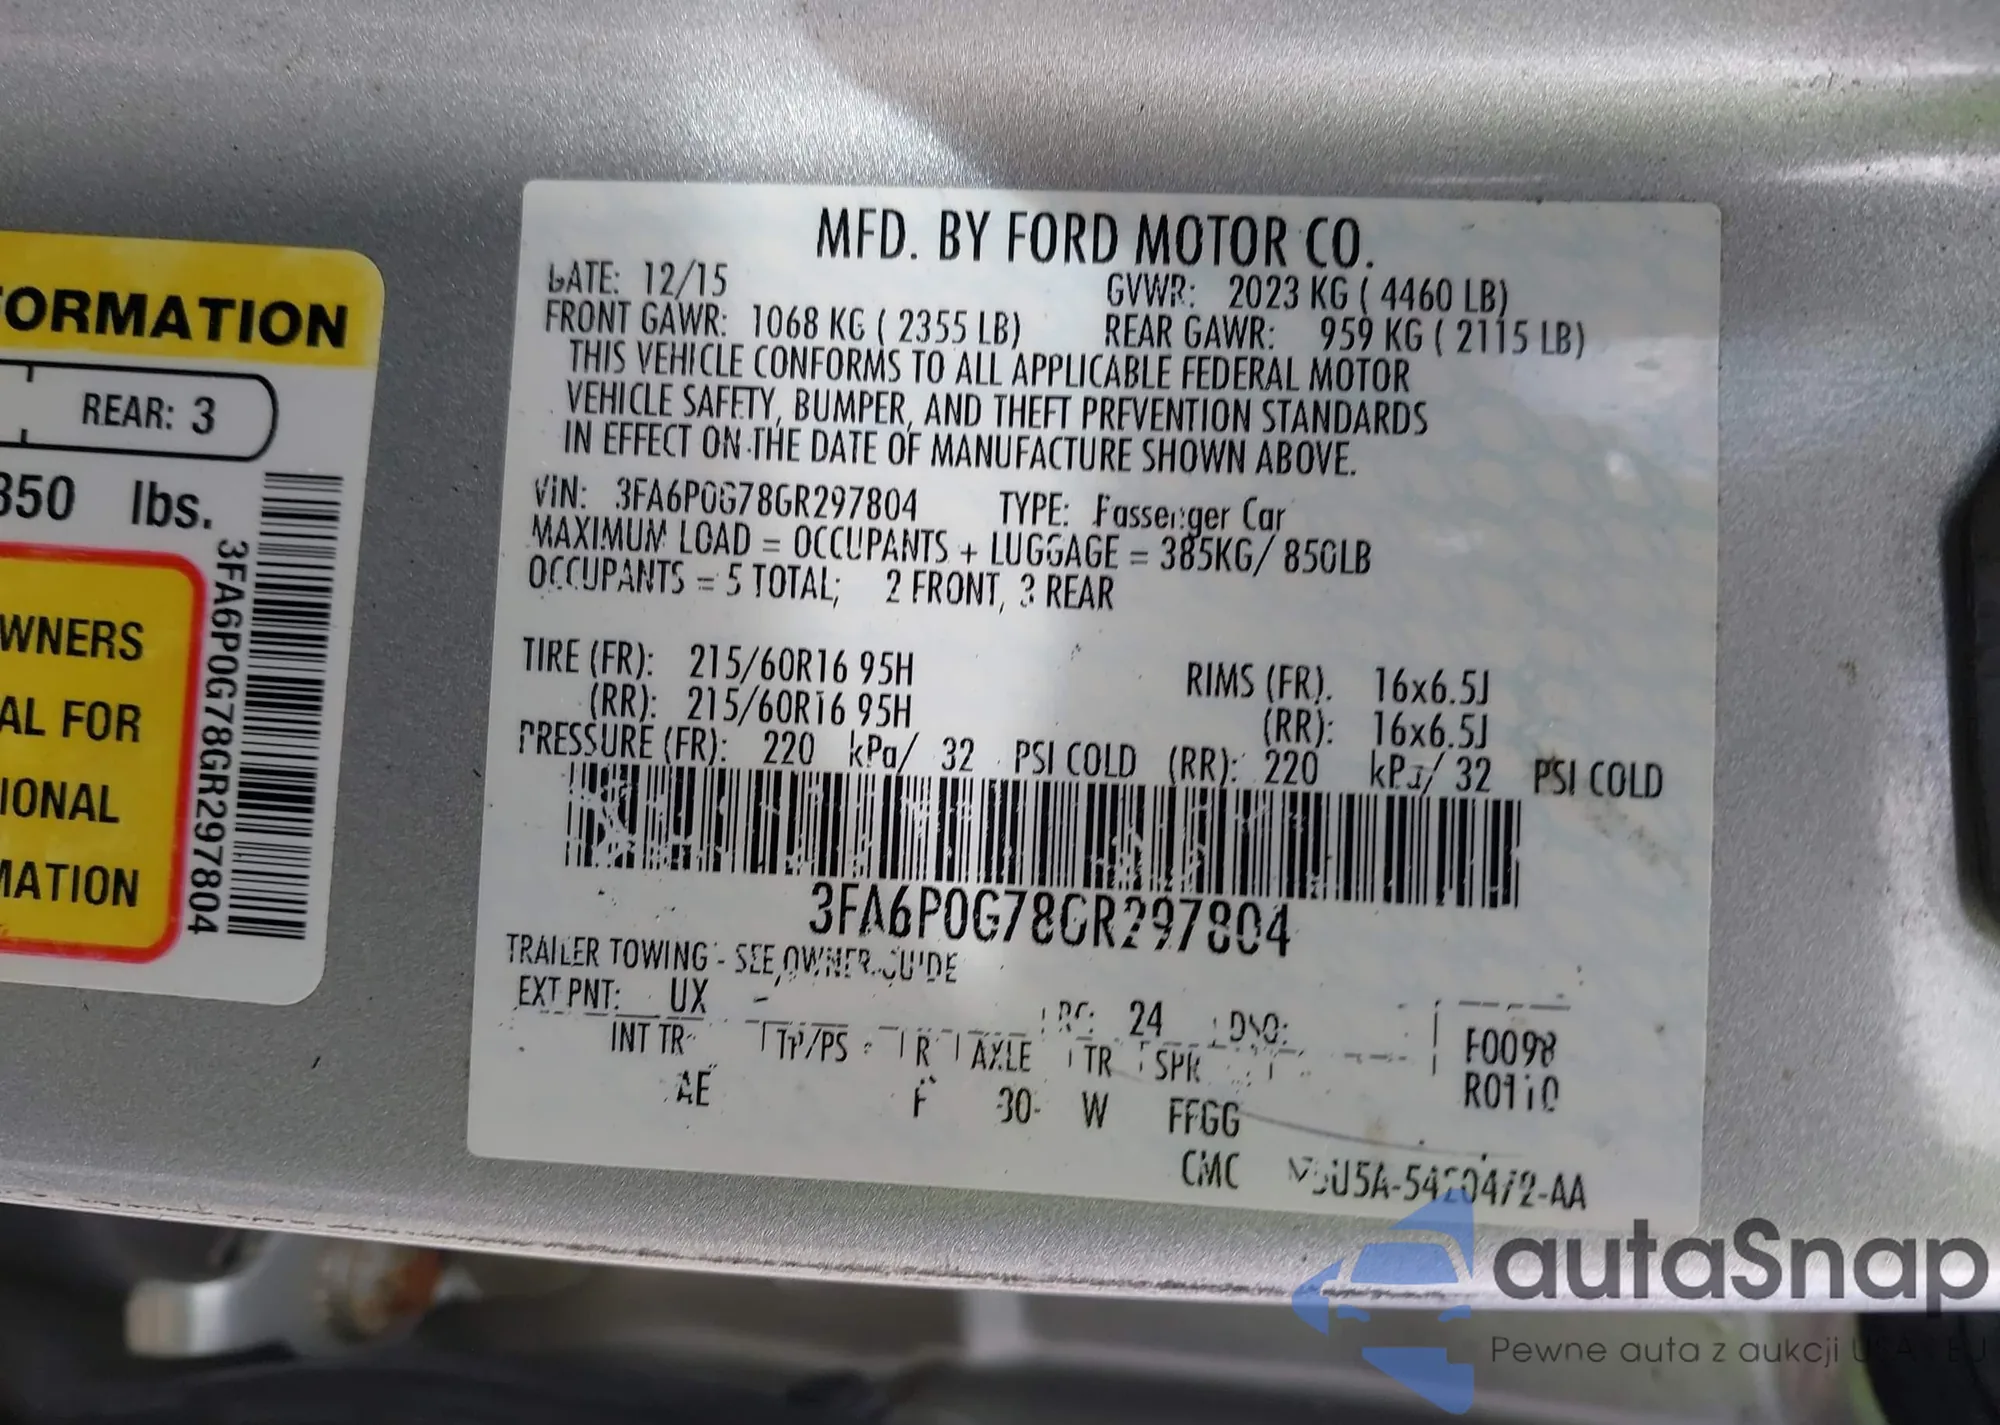 FORMATION
REAR: 3
850 lbs.
WNERS
AL FOR
IONAL
MATION
3FA6P0G78GR297804
MFD. BY FORD MOTOR CO.
DATE: 12/15 GVWR: 2023 KG ( 4460 LB)
FRONT GAWR: 1068 KG ( 2355 LB) REAR GAWR: 959 KG ( 2115 LB)
THIS VEHICLE CONFORMS TO ALL APPLICABLE FEDERAL MOTOR
VEHICLE SAFETY, BUMPER, AND THEFT PREVENTION STANDARDS
IN EFFECT ON THE DATE OF MANUFACTURE SHOWN ABOVE.
VIN: 3FA6P0G78GR297804 TYPE: Passenger Car
MAXIMUM LOAD = OCCUPANTS + LUGGAGE = 385KG/ 850LB
OCCUPANTS = 5 TOTAL; 2 FRONT, 3 REAR
TIRE (FR): 215/60R16 95H RIMS (FR): 16x6.5J
(RR): 215/60R16 95H (RR): 16x6.5J
PRESSURE (FR): 220 kPa/ 32 PSI COLD (RR): 220 kPa/ 32 PSI COLD
3FA6P0G78GR297804
TRAILER TOWING - SEE OWNER GUIDE
EXT PNT: UX RC: 24 DSO:
INT TR TP/PS R AXLE TR SPR F0098
AE F 30 W FFGG R0110
CMC
autaSnap
Pewne auta z aukcji USA